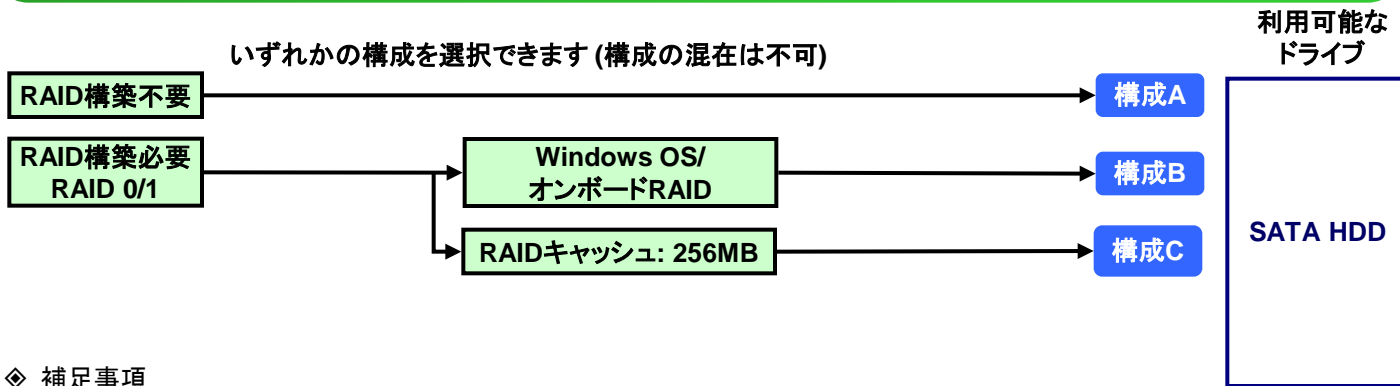 利用可能な
ドライブ
いずれかの構成を選択できます (構成の混在は不可)
RAID構築不要
構成A
RAID構築必要
RAID 0/1
Windows OS/
オンボードRAID
構成B
RAIDキャッシュ: 256MB
構成C
SATA HDD
◈ 補足事項